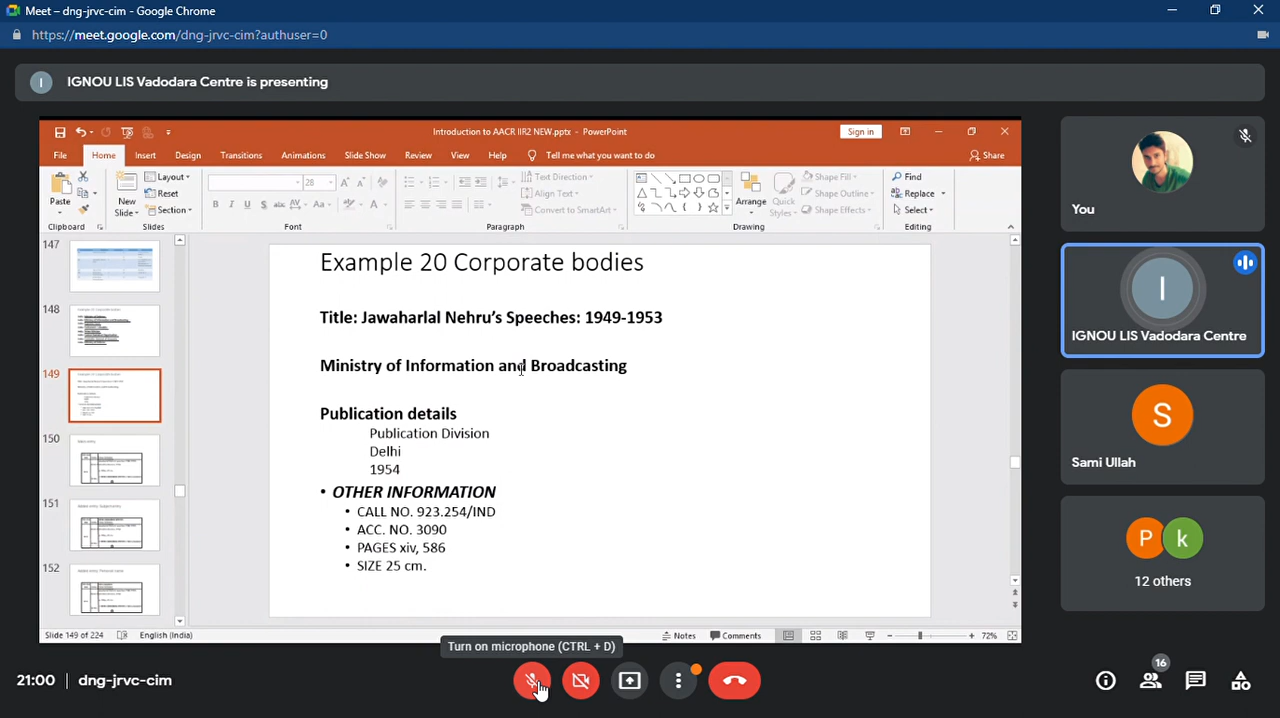 Meet – dng-jrvc-cim - Google Chrome
https://meet.google.com/dng-jrvc-cim?authuser=0
I IGNOU LIS Vadodara Centre is presenting
Introduction to AACR IIR2 NEW.pptx - PowerPoint
Sign in
File Home Insert Design Transitions Animations Slide Show Review View Help Tell me what you want to do Share
Paste
New Slide
Layout
Reset
Section
28
Text Direction
Align Text
Convert to SmartArt
Arrange
Quick Styles
Shape Fill
Shape Outline
Shape Effects
Find
Replace
Select
Clipboard Slides Font Paragraph Drawing Editing
147
148
149
150
151
152
Example 20 Corporate bodies
Title: Jawaharlal Nehru’s Speeches: 1949-1953
Ministry of Information and Broadcasting
Publication details
Publication Division
Delhi
1954
• OTHER INFORMATION
• CALL NO. 923.254/IND
• ACC. NO. 3090
• PAGES xiv, 586
• SIZE 25 cm.
Slide 149 of 224 English (India) Notes Comments 72%
You
I
IGNOU LIS Vadodara Centre
S
Sami Ullah
P k
12 others
Turn on microphone (CTRL + D)
21:00 | dng-jrvc-cim
16